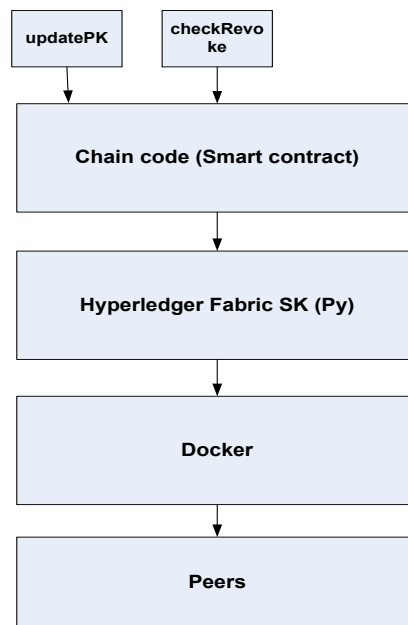 updatePK
checkRevo
ke
Chain code (Smart contract)
Hyperledger Fabric SK (Py)
Docker
Peers